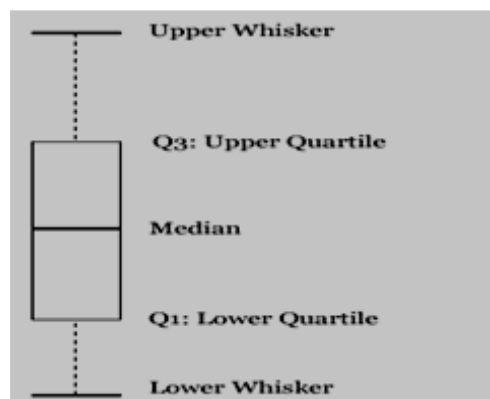 Upper Whisker
Q3: Upper Quartile
Median
Q1: Lower Quartile
Lower Whisker